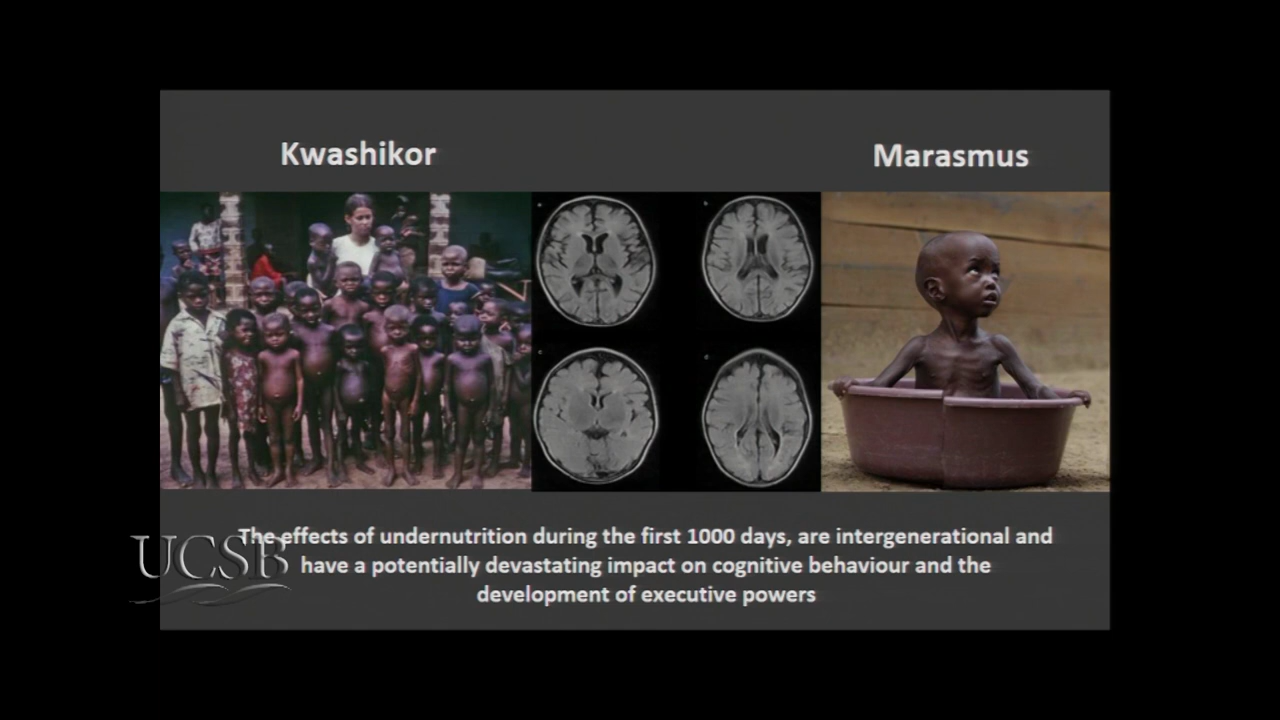 Kwashikor
Marasmus
The effects of undernutrition during the first 1000 days, are intergenerational and
have a potentially devastating impact on cognitive behaviour and the
development of executive powers
UCSB